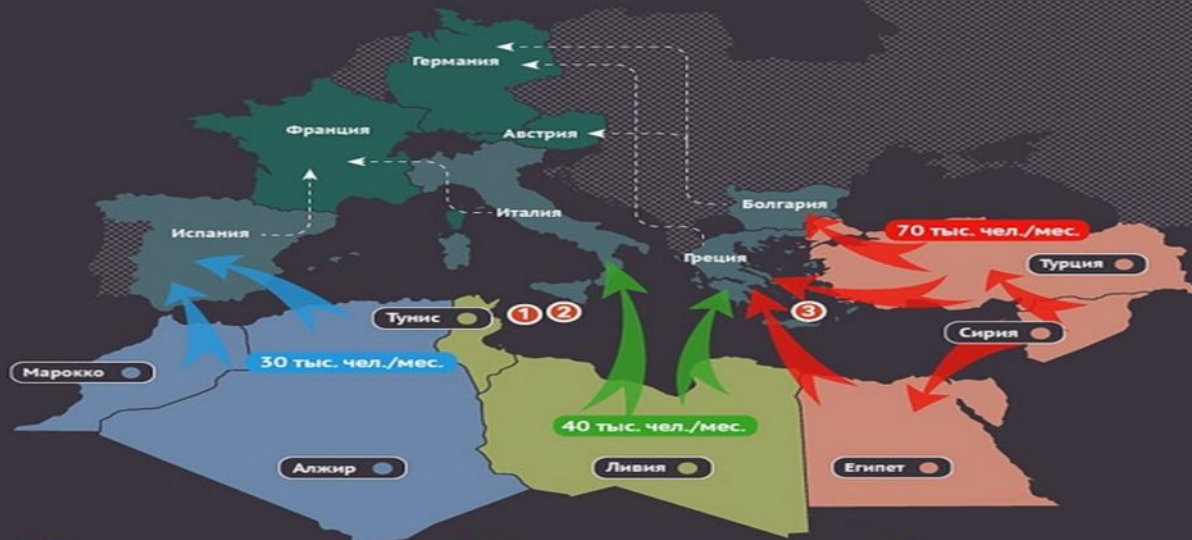 Германия
Франция
Австрия
Болгария
Италия
Испания
70 тыс. чел./мес.
Греция
Турция
Тунис
1
2
3
Сирия
30 тыс. чел./мес.
Марокко
40 тыс. чел./мес.
Алжир
Ливия
Египет